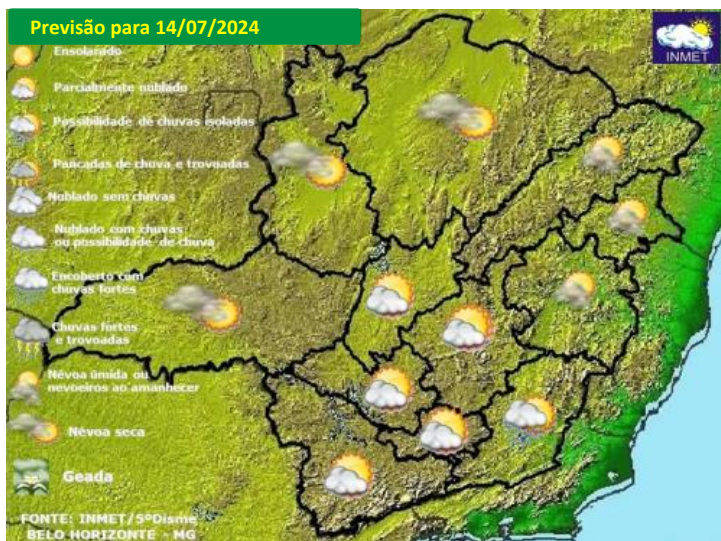 Previsão para 14/07/2024
INMET
Ensolarado
Parcialmente nublado
Possibilidade de chuvas isoladas
Pancadas de chuva e trovoadas
Nublado sem chuvas
Nublado com chuvas
ou possibilidade de chuva
Encoberto com
chuvas fortes
Chuvas fortes
e trovoadas
Névoa úmida ou
nevoeiros ao amanhecer
Névoa seca
Geada
FONTE: INMET/5ºDisme
BELO HORIZONTE - MG